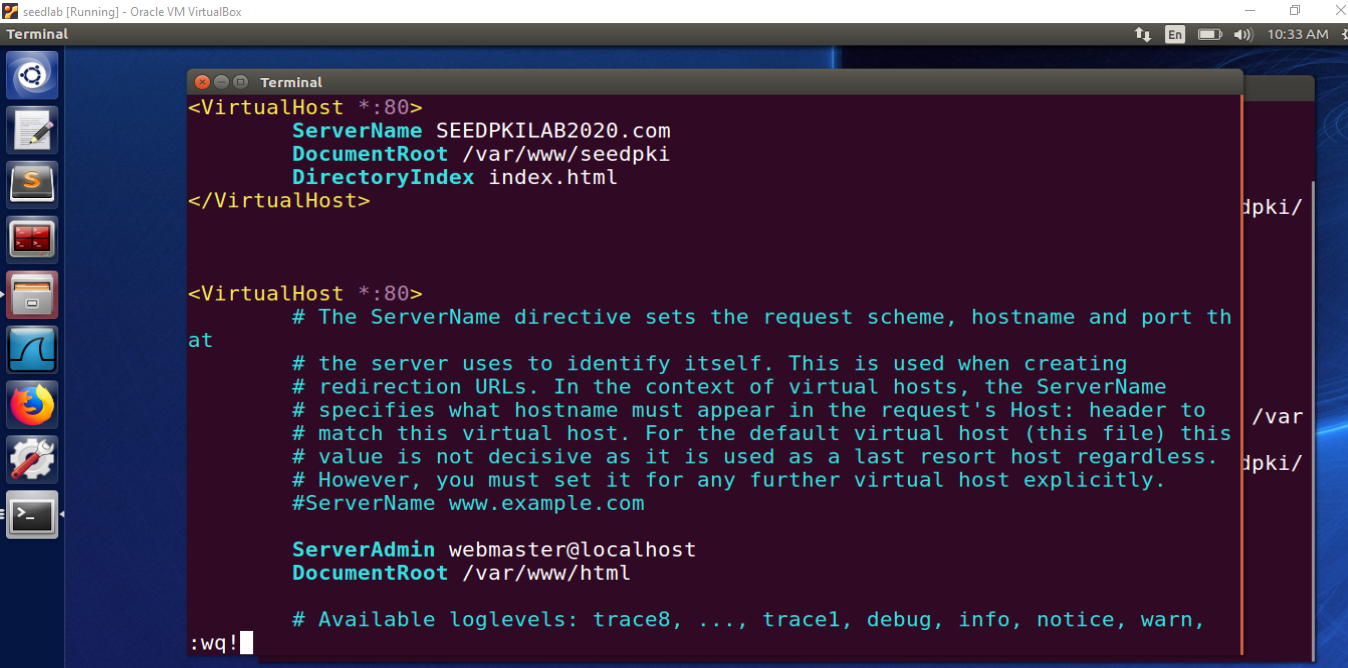 seedlab [Running] - Oracle VM VirtualBox
Terminal
En
10:33 AM
Terminal
<VirtualHost *:80>
ServerName SEEDPKILAB2020.com
DocumentRoot /var/www/seedpki
DirectoryIndex index.html
</VirtualHost>
dpki/
<VirtualHost *:80>
# The ServerName directive sets the request scheme, hostname and port th
at
# the server uses to identify itself. This is used when creating
# redirection URLs. In the context of virtual hosts, the ServerName
# specifies what hostname must appear in the request's Host: header to
/var
# match this virtual host. For the default virtual host (this file) this
# value is not decisive as it is used as a last resort host regardless.
dpki/
# However, you must set it for any further virtual host explicitly.
#ServerName www.example.com
ServerAdmin webmaster@localhost
DocumentRoot /var/www/html
# Available loglevels: trace8, ..., trace1, debug, info, notice, warn,
:wq!